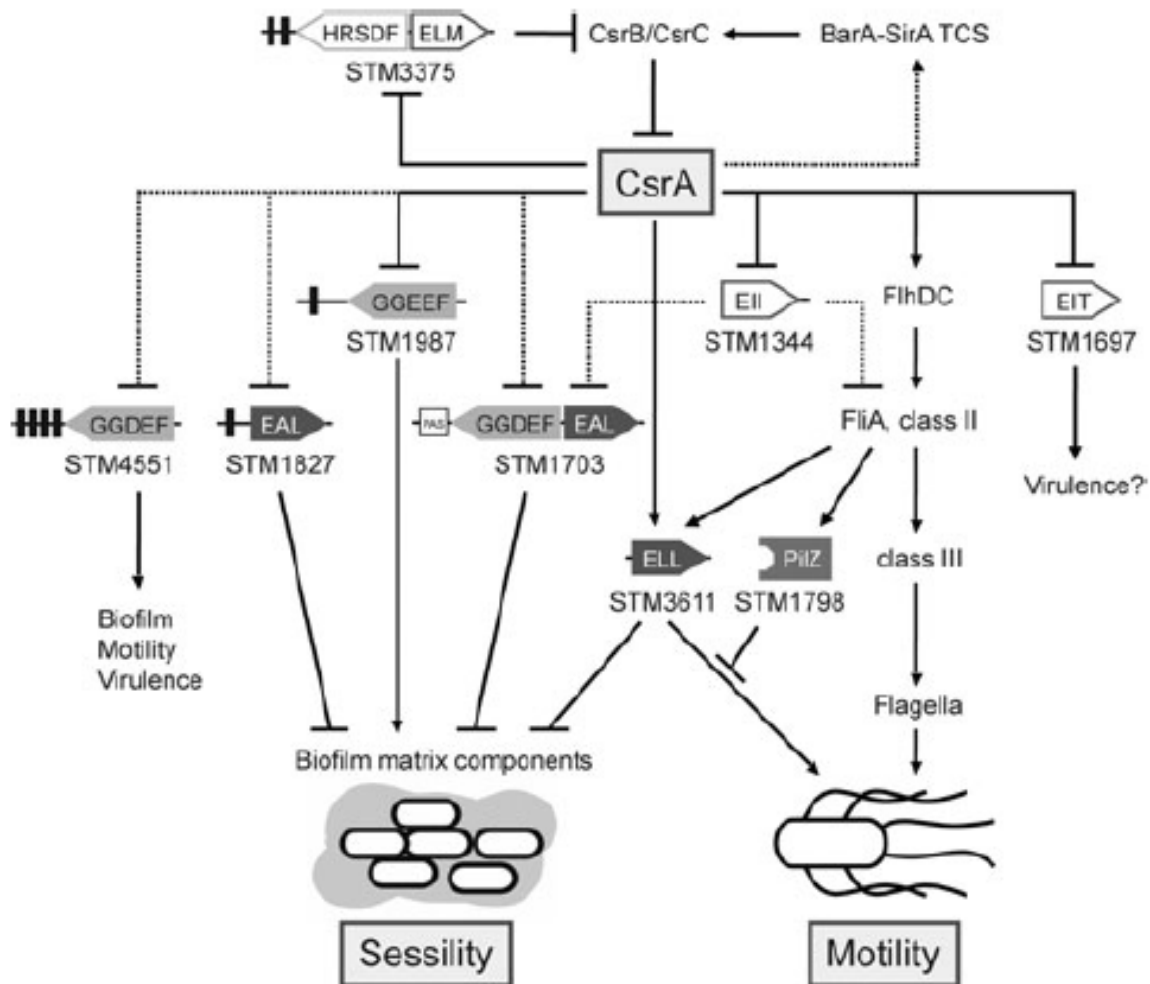 HRSDF ELM CsrB/CsrC BarA-SirA TCS
STM3375
CsrA
GGEEF EII FlhDC EIT
STM1987 STM1344 STM1697
GGDEF EAL PAS GGDEF EAL FliA, class II
STM4551 STM1827 STM1703
Virulence?
ELL PilZ class III
STM3611 STM1798
Biofilm
Motility
Virulence
Flagella
Biofilm matrix components
Sessility Motility